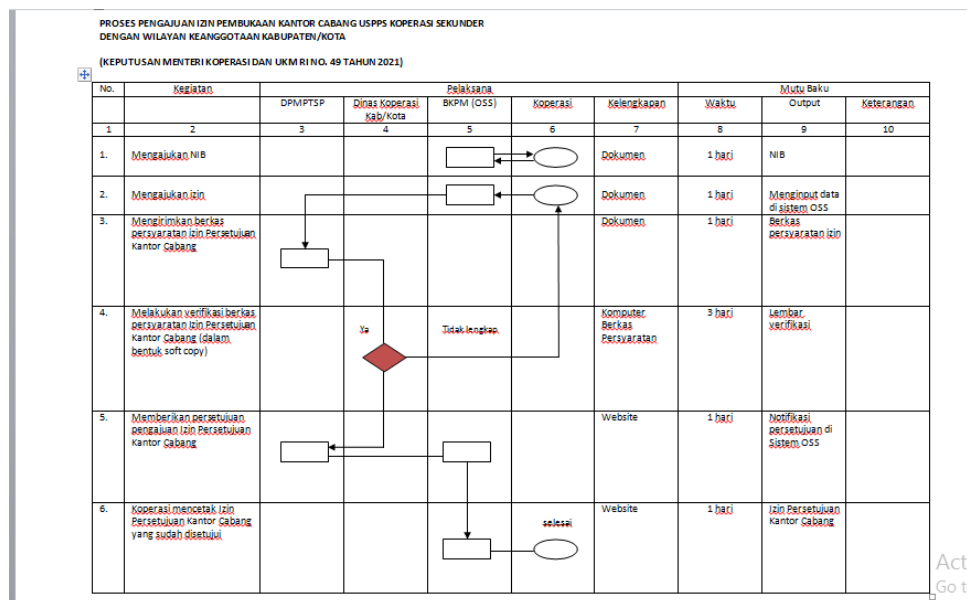 PROSES PENGAJUAN IZIN PEMBUKAAN KANTOR CABANG USPPS KOPERASI SEKUNDER
DENGAN WILAYAN KEANGGOTAAN KABUPATEN/KOTA
(KEPUTUSAN MENTERI KOPERASI DAN UKM RI NO. 49 TAHUN 2021)
No. Kegiatan Pelaksana Mutu Baku
DPMPTSP Dinas Koperasi BKPM (OSS) Koperasi Kelengkapan Waktu Output Keterangan
Kab/Kota
1 2 3 4 5 6 7 8 9 10
1. Mengajukan NIB Dokumen 1 hari NIB
2. Mengajukan izin Dokumen 1 hari Menginput data
di sistem OSS
3. Mengirimkan berkas Dokumen 1 hari Berkas
persyaratan izin Persetujuan persyaratan izin
Kantor Cabang
4. Melakukan verifikasi berkas Komputer 3 hari Lembar
persyaratan Izin Persetujuan Ya Tidak lengkap Berkas verifikasi
Kantor Cabang (dalam Persyaratan
bentuk soft copy)
5. Memberikan persetujuan Website 1 hari Notifikasi
pengajuan Izin Persetujuan persetujuan di
Kantor Cabang Sistem OSS
6. Koperasi mencetak Izin Website 1 hari Izin Persetujuan
Persetujuan Kantor Cabang selesai Kantor Cabang
yang sudah disetujui
Act
Go t